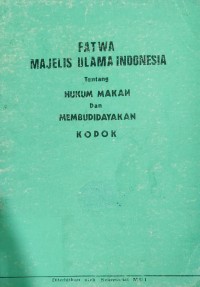 FATWA
MAJELIS ULAMA INDONESIA
Tentang
HUKUM MAKAN
Dan
MEMBUDIDAYAKAN
KODOK